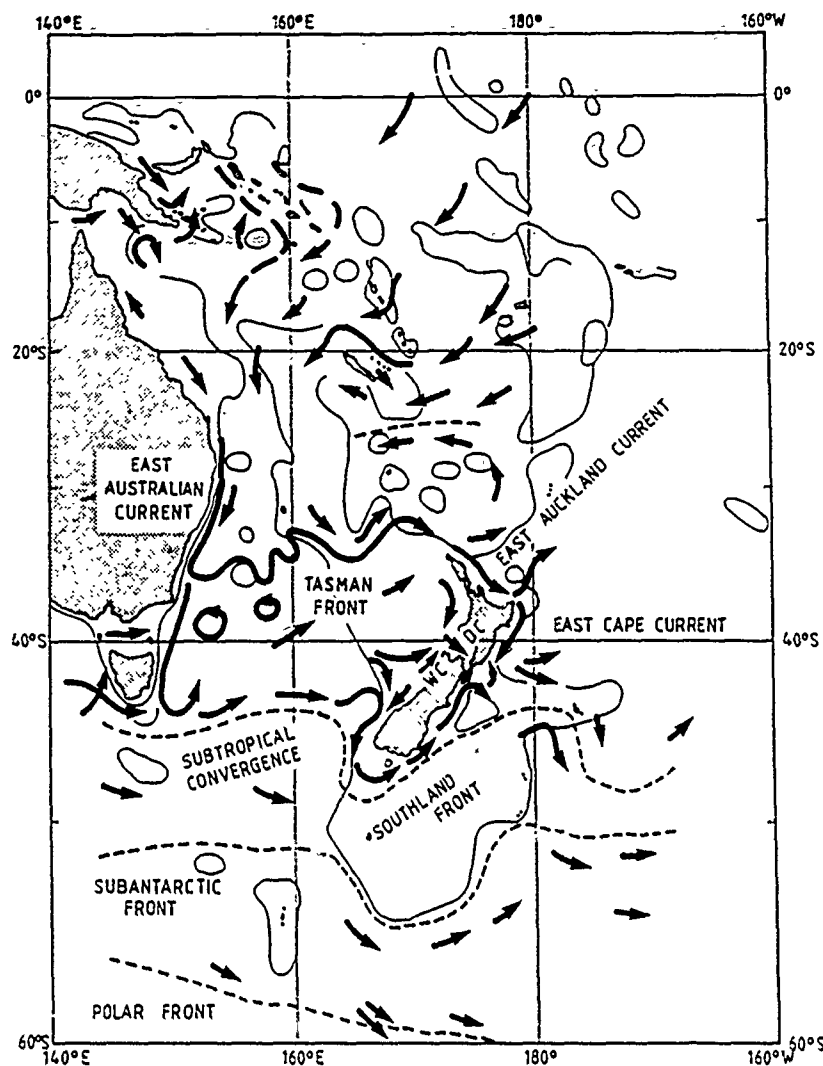 140°E
160°E
180°
160°W
0°
0°
20°S
20°S
EAST
AUSTRALIAN
CURRENT
EAST AUCKLAND CURRENT
TASMAN
FRONT
EAST CAPE CURRENT
40°S
40°S
WC
DC
SUBTROPICAL
CONVERGENCE
SOUTHLAND
FRONT
SUBANTARCTIC
FRONT
POLAR FRONT
60°S
60°S
140°E
160°E
180°
160°W